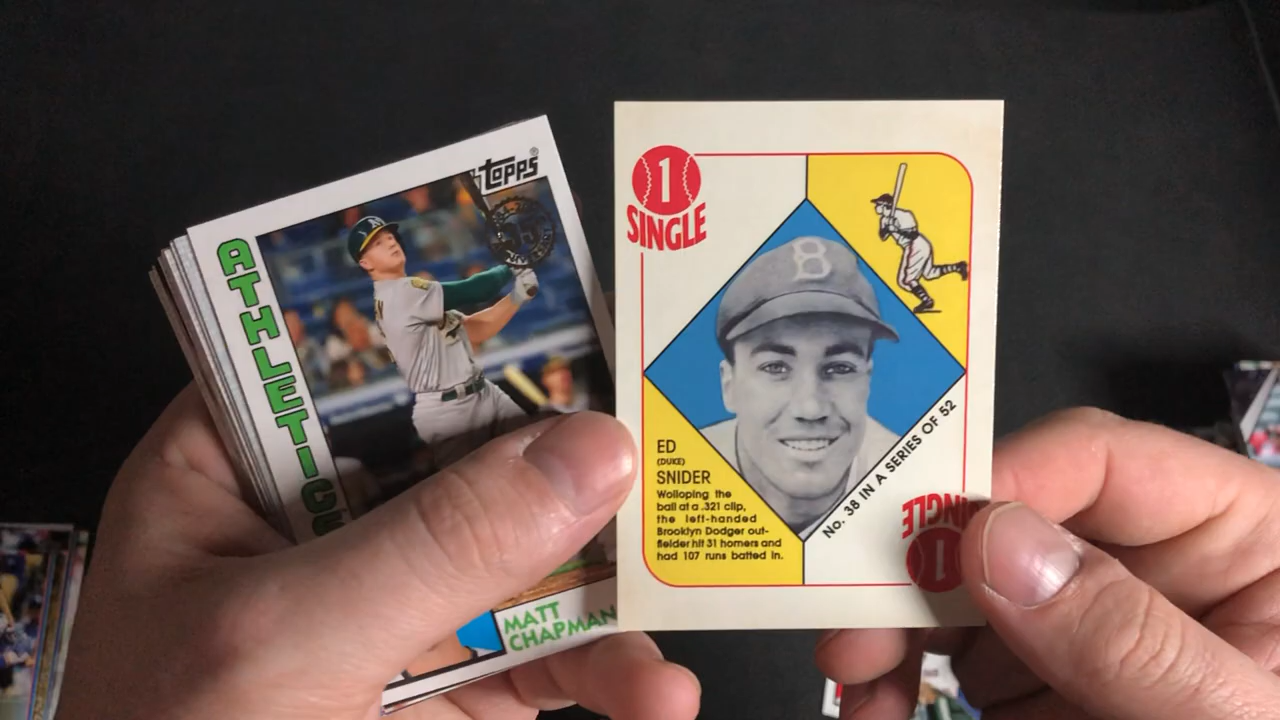 Topps
ATHLETICS
35
MATT
CHAPMAN
1
SINGLE
ED
(DUKE)
SNIDER
Walloping the
ball at a .321 clip,
the left-handed
Brooklyn Dodger out-
fielder hit 31 homers and
had 107 runs batted in.
No. 38 IN A SERIES OF 52
B
SINGLE
1